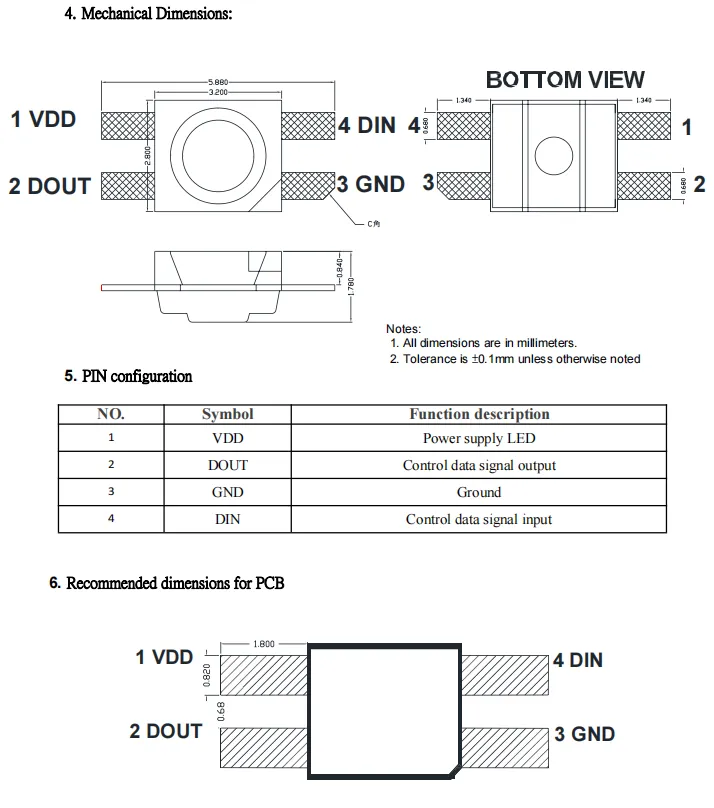 4. Mechanical Dimensions:
BOTTOM VIEW
5.880
3.200
1.340
1.340
1 VDD
4 DIN
4
0.680
1
2.800
2 DOUT
3 GND
3
0.680
2
C角
0.840
1.780
Notes:
1. All dimensions are in millimeters.
2. Tolerance is ±0.1mm unless otherwise noted
5. PIN configuration
NO. Symbol Function description
1 VDD Power supply LED
2 DOUT Control data signal output
3 GND Ground
4 DIN Control data signal input
6. Recommended dimensions for PCB
1.800
1 VDD
4 DIN
0.820
0.68
2 DOUT
3 GND